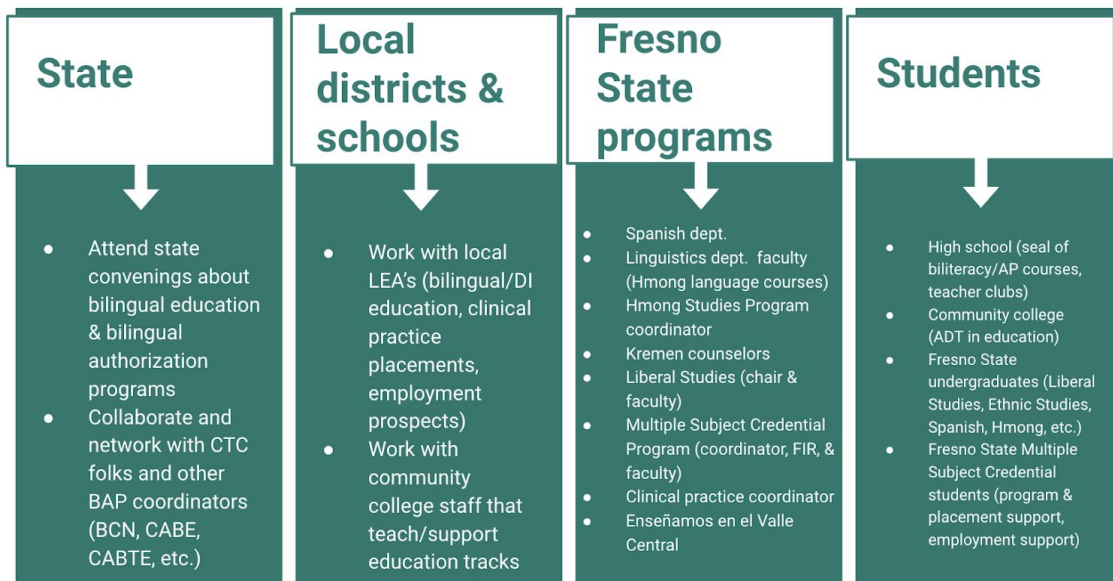 State
● Attend state
convenings about
bilingual education
& bilingual
authorization
programs
● Collaborate and
network with CTC
folks and other
BAP coordinators
(BCN, CABE,
CABTE, etc.)
Local
districts &
schools
● Work with local
LEA's (bilingual/DI
education, clinical
practice
placements,
employment
prospects)
● Work with
community
college staff that
teach/support
education tracks
Fresno
State
programs
● Spanish dept.
● Linguistics dept. faculty
(Hmong language courses)
● Hmong Studies Program
coordinator
● Kremen counselors
● Liberal Studies (chair &
faculty)
● Multiple Subject Credential
Program (coordinator, FIR, &
faculty)
● Clinical practice coordinator
● Enseñamos en el Valle
Central
Students
● High school (seal of
biliteracy/AP courses,
teacher clubs)
● Community college
(ADT in education)
● Fresno State
undergraduates (Liberal
Studies, Ethnic Studies,
Spanish, Hmong, etc.)
● Fresno State Multiple
Subject Credential
students (program &
placement support,
employment support)